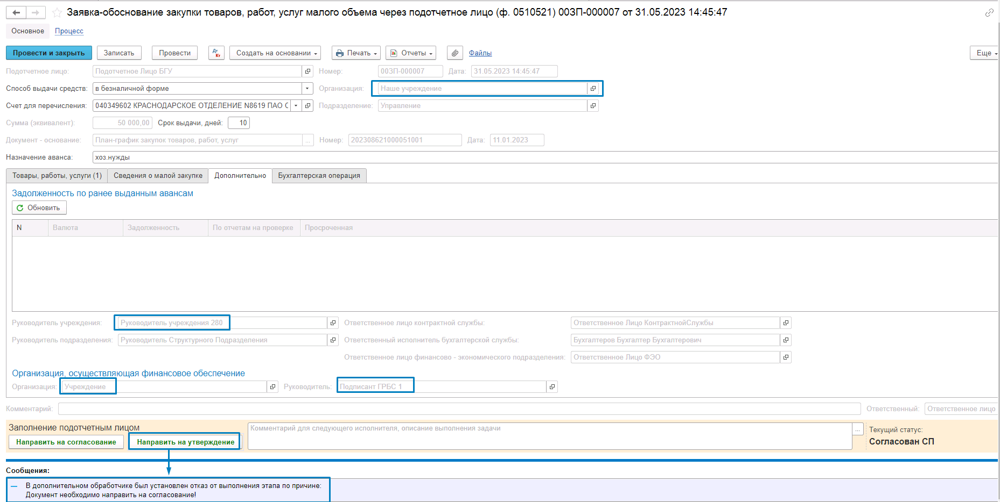 Заявка-обоснование закупки товаров, работ, услуг малого объема через подотчетное лицо (ф. 0510521) 00ЗП-000007 от 31.05.2023 14:45:47
Основное Процесс
Провести и закрыть Записать Провести Дт Кт Создать на основании Печать Отчеты Файлы Еще
Подотчетное лицо: Подотчетное Лицо БГУ Номер: 00ЗП-000007 Дата: 31.05.2023 14:45:47
Способ выдачи средств: в безналичной форме Организация: Наше учреждение
Счет для перечисления: 040349602 КРАСНОДАРСКОЕ ОТДЕЛЕНИЕ N8619 ПАО С Подразделение: Управление
Сумма (эквивалент): 50 000,00 Срок выдачи, дней: 10
Документ - основание: План-график закупок товаров, работ, услуг ... Номер: 202308621000051001 Дата: 11.01.2023
Назначение аванса: хоз.нужды
Товары, работы, услуги (1) Сведения о малой закупке Дополнительно Бухгалтерская операция
Задолженность по ранее выданным авансам
Обновить
N Валюта Задолженность По отчетам на проверке Просроченная
Руководитель учреждения: Руководитель учреждения 280 Ответственное лицо контрактной службы: Ответственное Лицо КонтрактнойСлужбы
Руководитель подразделения: Руководитель Структурного Подразделения Ответственный исполнитель бухгалтерской службы: Бухгалтеров Бухгалтер Бухгалтерович
Ответственное лицо финансово - экономического подразделения: Ответственное Лицо ФЭО
Организация, осуществляющая финансовое обеспечение
Организация: Учреждение Руководитель: Подписант ГРБС 1
Комментарий: Ответственный: Ответственное лицо
Заполнение подотчетным лицом Комментарий для следующего исполнителя, описание выполнения задачи ... Текущий статус:
Направить на согласование Направить на утверждение Согласован СП
Сообщения:
В дополнительном обработчике был установлен отказ от выполнения этапа по причине:
Документ необходимо направить на согласование!